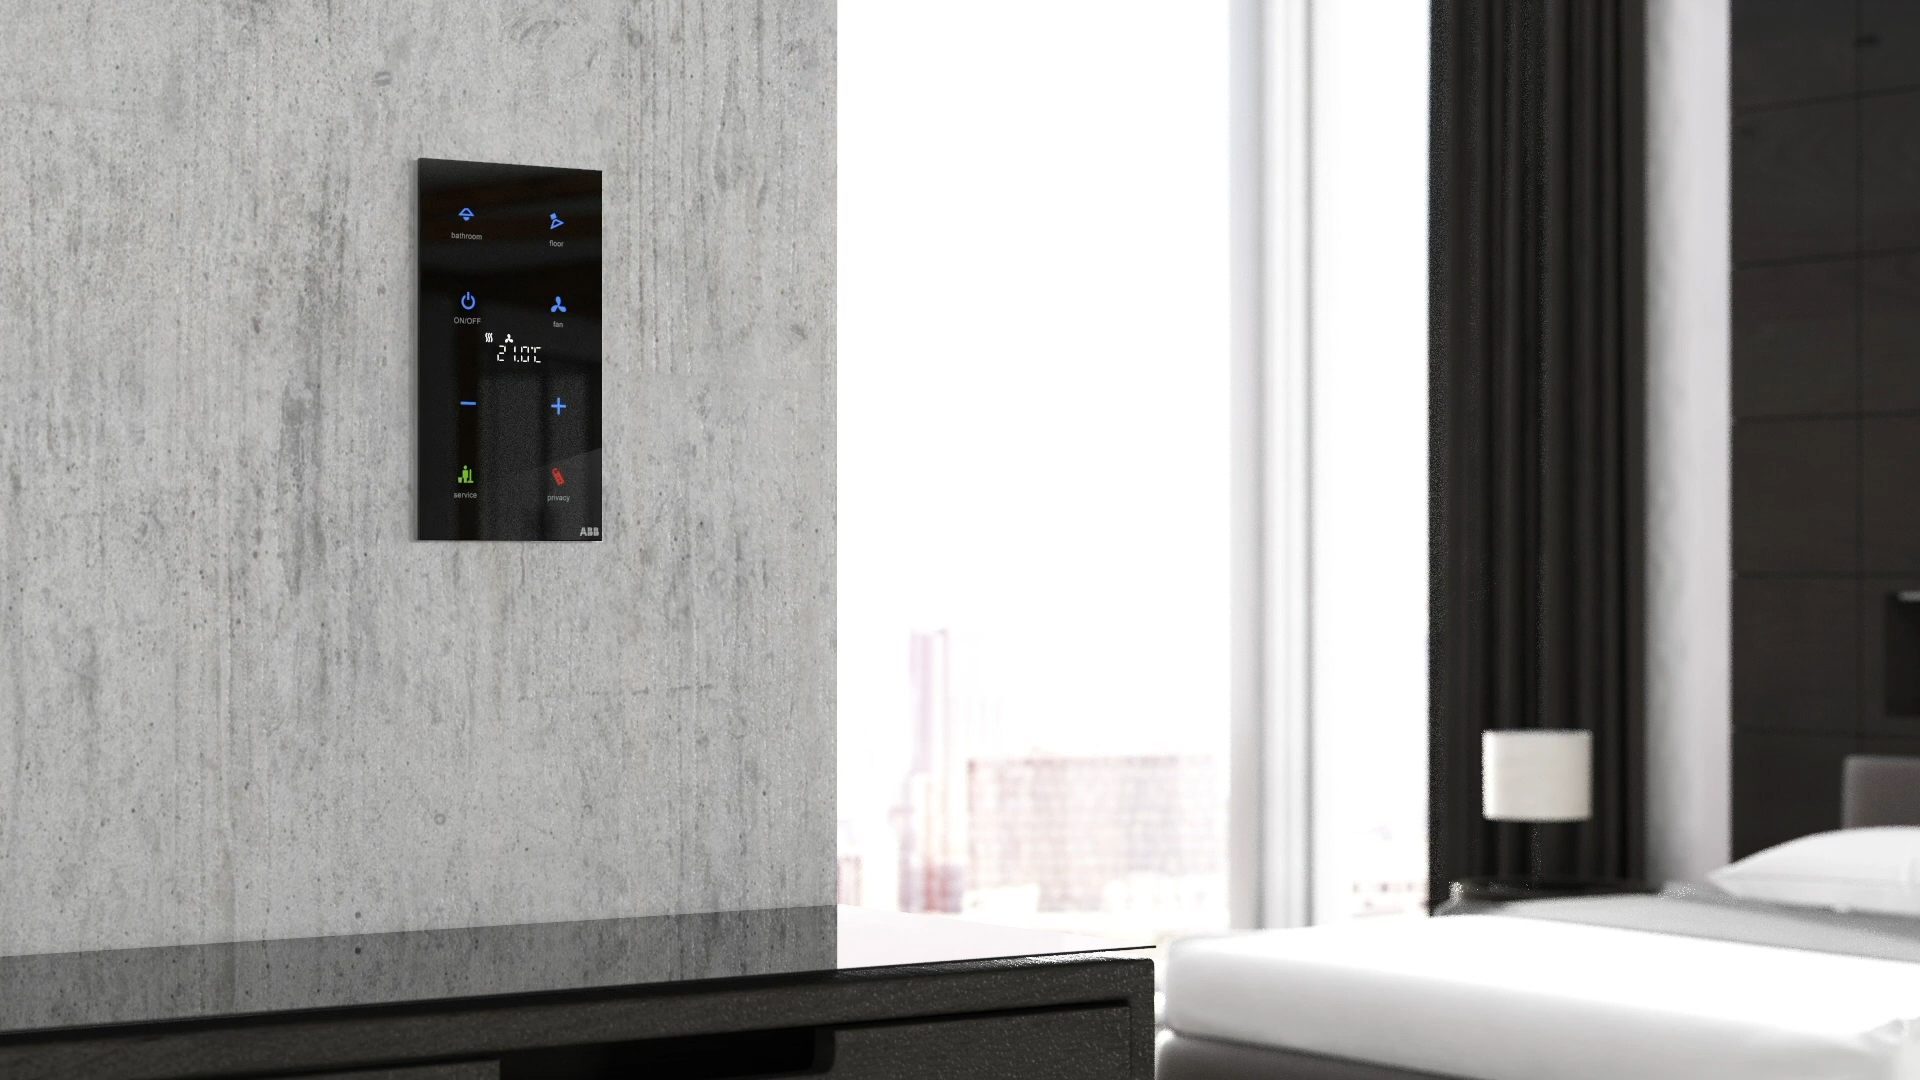 bathroom
floor
ON/OFF
fan
21.0°C
service
privacy
ABB